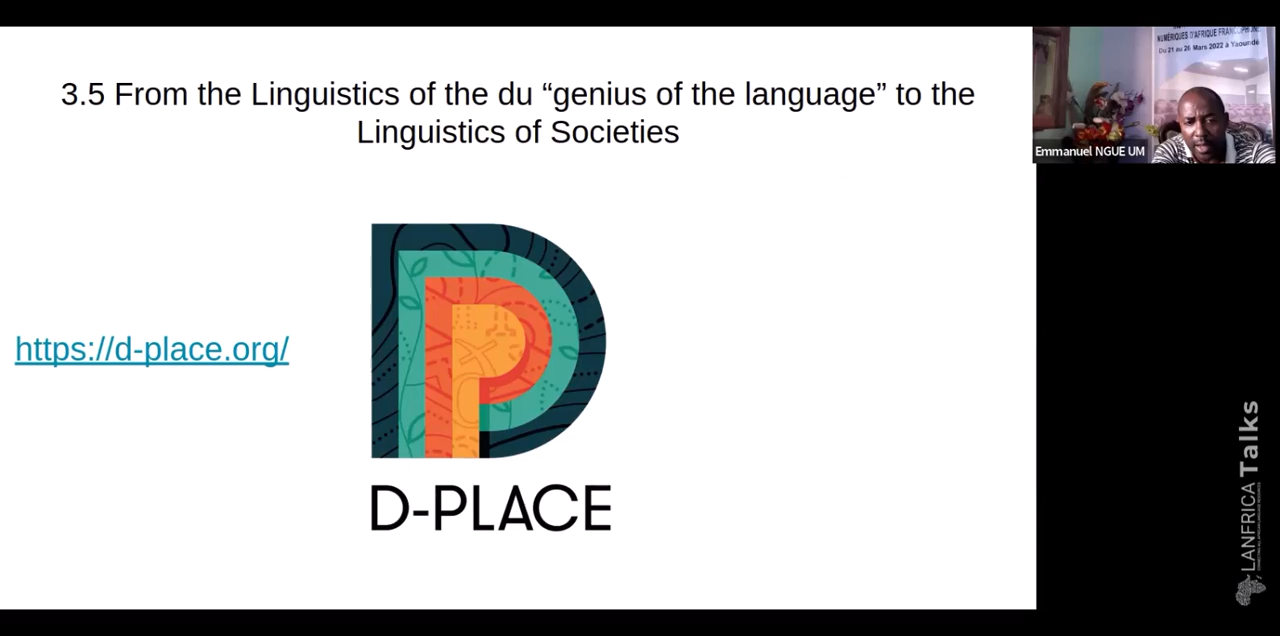 3.5 From the Linguistics of the du “genius of the language” to the
Linguistics of Societies
https://d-place.org/
D-PLACE
NUMÉRIQUES D'AFRIQUE FRANCOPHONE
Du 21 au 26 Mars 2022 à Yaoundé
Emmanuel NGUE UM
LANFRICA Talks